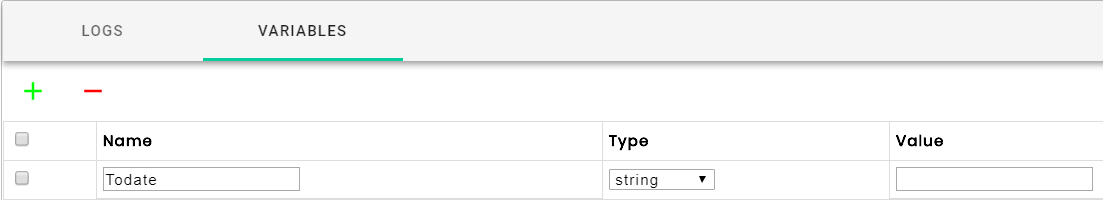 LOGS VARIABLES
Name Type Value
Todate string